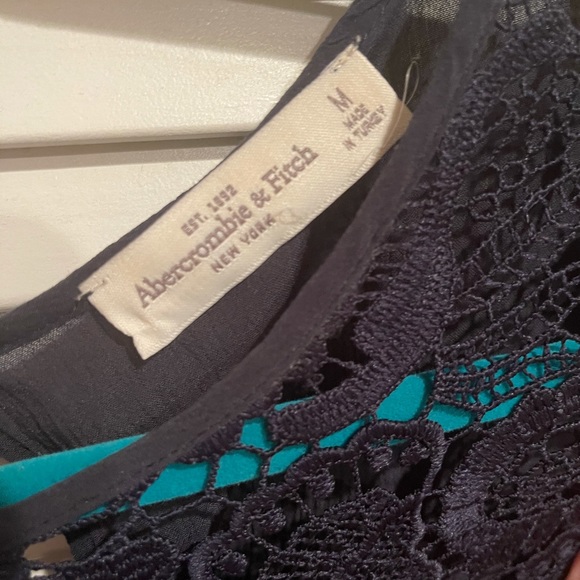 EST. 1892
Abercrombie & Fitch
NEW YORK
M
MADE
IN TURKEY